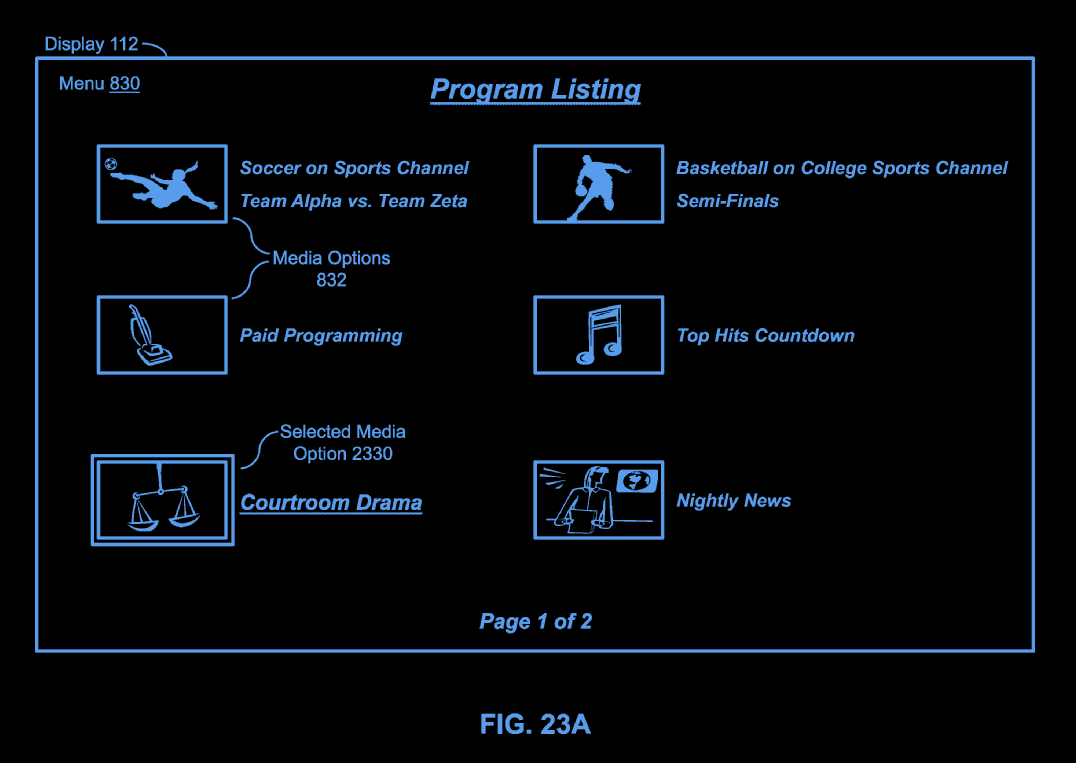 Display 112
Menu 830
Program Listing
Soccer on Sports Channel
Team Alpha vs. Team Zeta
Basketball on College Sports Channel
Semi-Finals
Media Options
832
Paid Programming
Top Hits Countdown
Selected Media
Option 2330
Courtroom Drama
Nightly News
Page 1 of 2
FIG. 23A